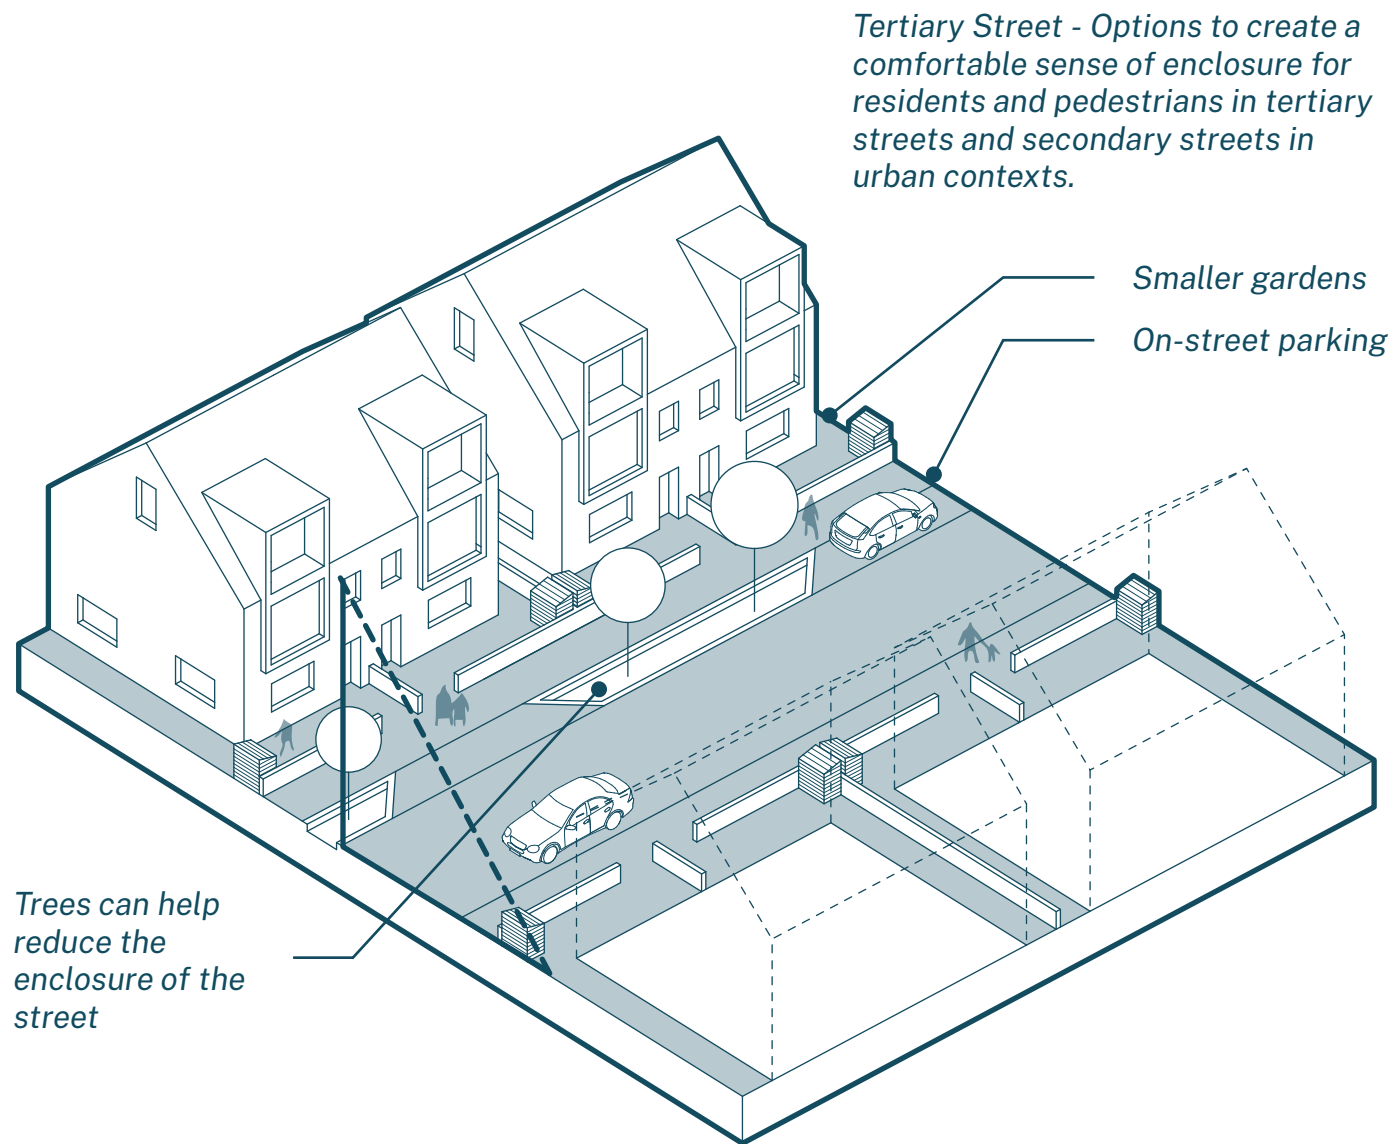 Tertiary Street - Options to create a
comfortable sense of enclosure for
residents and pedestrians in tertiary
streets and secondary streets in
urban contexts.
Smaller gardens
On-street parking
Trees can help
reduce the
enclosure of the
street